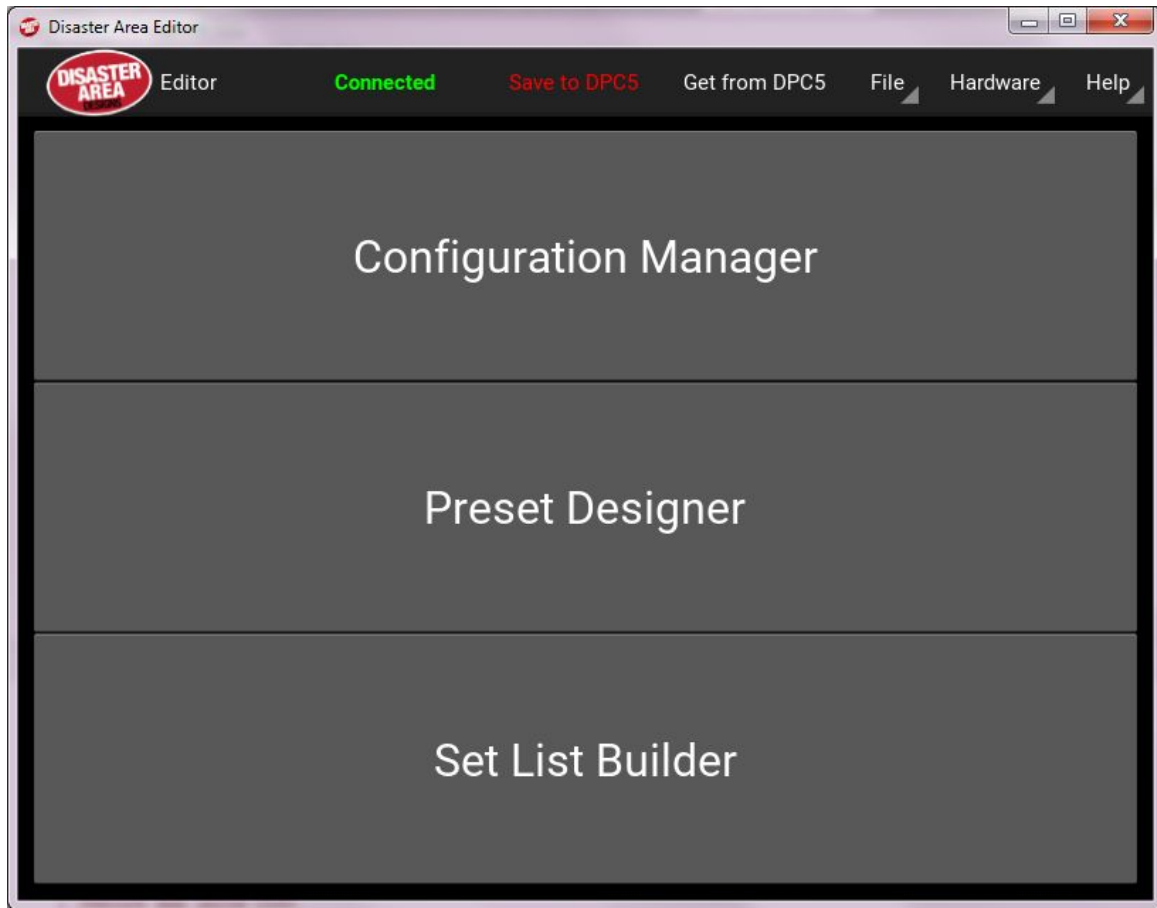 Disaster Area Editor
DISASTER
AREA
DESIGNS
Editor Connected Save to DPC5 Get from DPC5 File Hardware Help
Configuration Manager
Preset Designer
Set List Builder